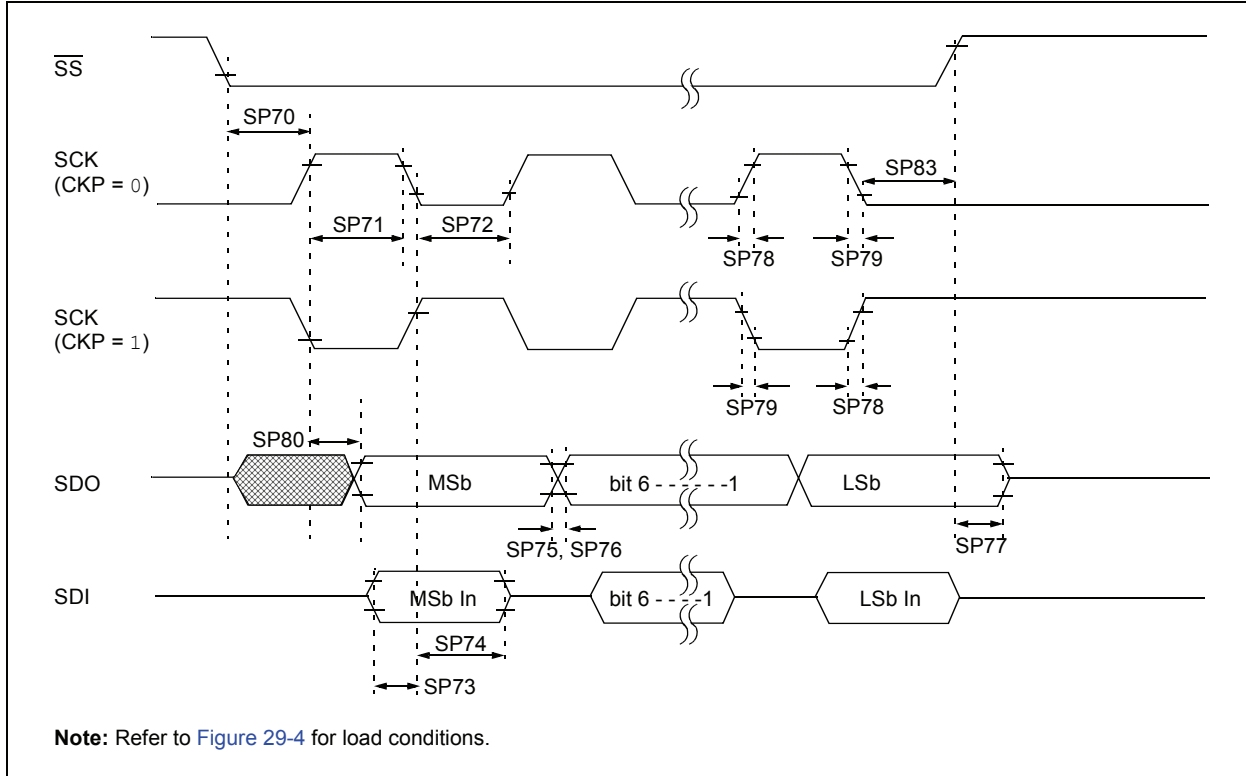 SS
SP70
SCK
(CKP = 0)
SP83
SP71
SP72
SP78
SP79
SCK
(CKP = 1)
SP79
SP78
SP80
SDO
MSb
bit 6 - - - - - - -1
LSb
SP75, SP76
SP77
SDI
MSb In
bit 6 - - - - -1
LSb In
SP74
SP73
Note: Refer to Figure 29-4 for load conditions.